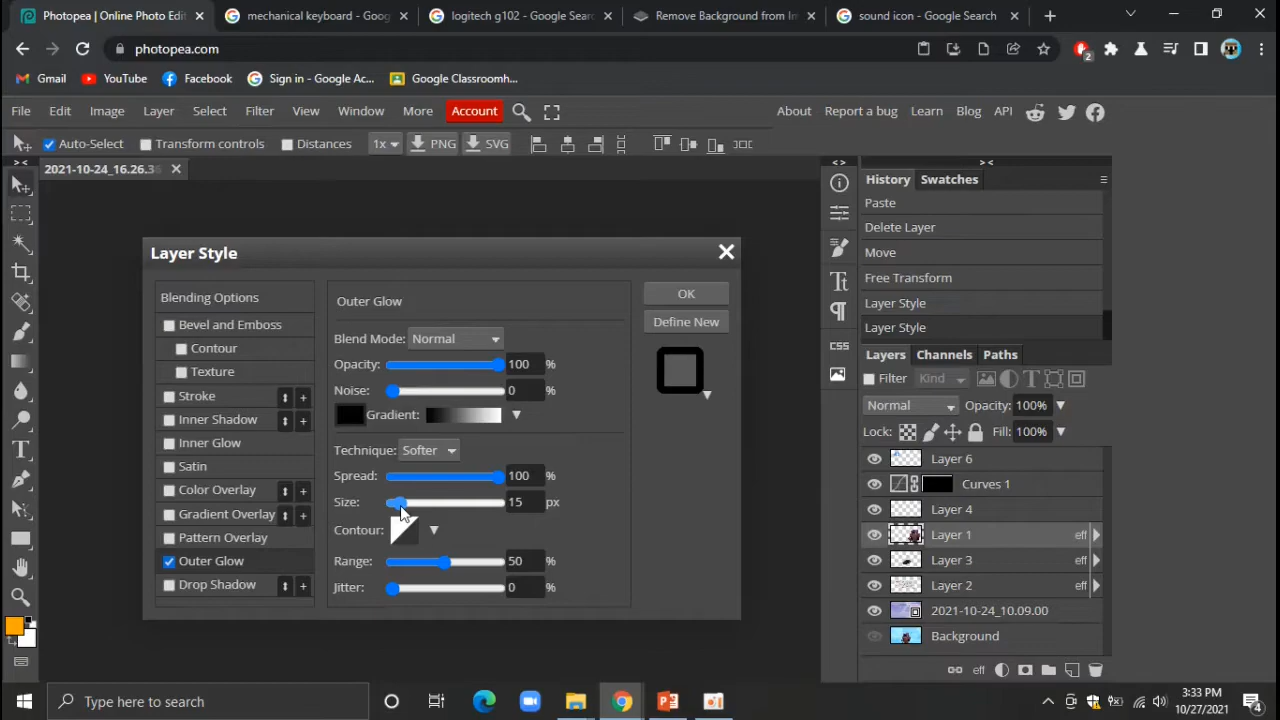 Photopea | Online Photo Edit
mechanical keyboard - Goog
logitech g102 - Google Searc
Remove Background from Im
sound icon - Google Search
photopea.com
2
Gmail
YouTube
Facebook
Sign in - Google Ac...
Google Classroomh...
File Edit Image Layer Select Filter View Window More Account
About Report a bug Learn Blog API
Auto-Select Transform controls Distances 1x PNG SVG
2021-10-24_16.26.36
History Swatches
Paste
Delete Layer
Move
Free Transform
Layer Style
Layer Style
Layer Style
Blending Options
Bevel and Emboss
Contour
Texture
Stroke
Inner Shadow
Inner Glow
Satin
Color Overlay
Gradient Overlay
Pattern Overlay
Outer Glow
Drop Shadow
Outer Glow
Blend Mode: Normal
Opacity: 100 %
Noise: 0 %
Gradient:
Technique: Softer
Spread: 100 %
Size: 15 px
Contour:
Range: 50 %
Jitter: 0 %
OK
Define New
CSS
Layers Channels Paths
Filter Kind
Normal Opacity: 100%
Lock: Fill: 100%
Layer 6
Curves 1
Layer 4
Layer 1 eff
Layer 3 eff
Layer 2 eff
2021-10-24_10.09.00
Background
eff
Type here to search
3:33 PM
10/27/2021
4